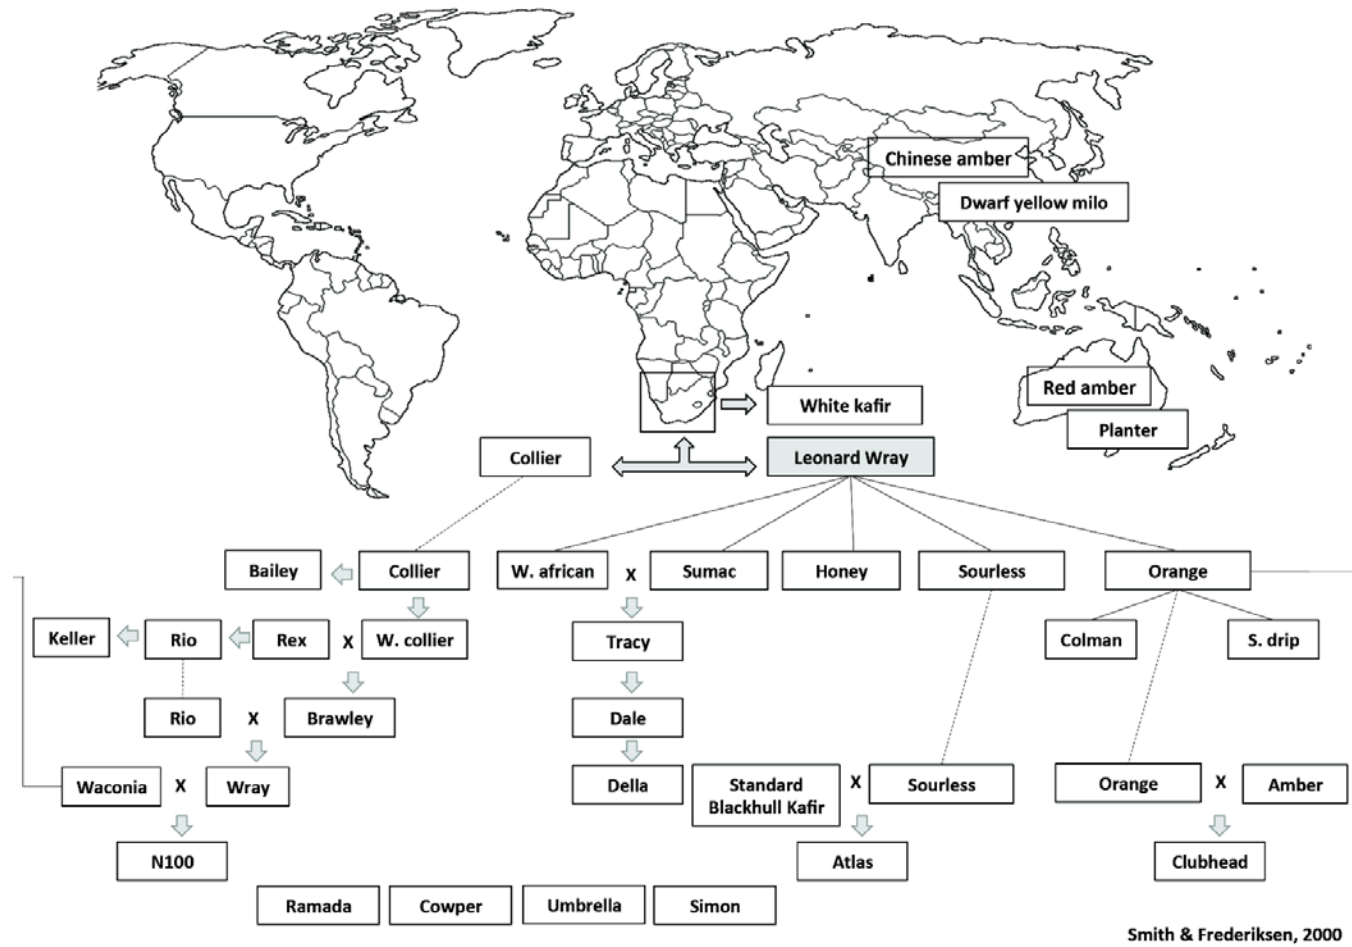 Chinese amber
Dwarf yellow milo
Red amber
White kafir
Planter
Collier
Leonard Wray
Bailey
Collier
W. african
X
Sumac
Honey
Sourless
Orange
Keller
Rio
Rex
X
W. collier
Tracy
Colman
S. drip
Rio
X
Brawley
Dale
Waconia
X
Wray
Della
Standard
Blackhull Kafir
X
Sourless
Orange
X
Amber
N100
Atlas
Clubhead
Ramada
Cowper
Umbrella
Simon
Smith & Frederiksen, 2000